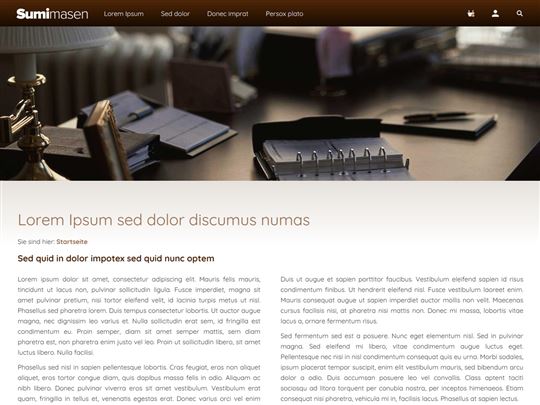 Sumimasen Lorem Ipsum Sed dolor Donec imprat Persox plato
Lorem Ipsum sed dolor discumus numas
Sie sind hier: Startseite
Sed quid in dolor impotex sed quid nunc optem
Lorem ipsum dolor sit amet, consectetur adipiscing elit. Mauris felis mauris,
tincidunt ut lacus non, pulvinar sollicitudin ligula. Fusce imperdiet, magna sit
amet pulvinar pretium, nisi tortor eleifend velit, id lacinia turpis metus ut nisl.
Phasellus sed pharetra lorem. Donec ut consectetur lobortis. Ut auctor augue
magna, nec dignissim leo varius et. Nulla sollicitudin erat sem, id fringilla est
condimentum eu. Proin semper, diam sit amet semper mattis, sem diam
pharetra est, non pharetra enim justo vel leo. Proin ut sollicitudin libero, sit amet
luctus libero. Nulla facilisi.
Phasellus sed nisl in sapien pellentesque lobortis. Cras feugiat, eros non aliquet
aliquet, eros tortor congue diam, quis dapibus massa felis in odio. Aliquam ac
nibh libero. Donec pulvinar viverra eros sit amet vestibulum. Vestibulum erat
quam, fringilla in tellus et, venenatis egestas erat. Donec vitae vel enim
Duis ut augue et sapien porttitor faucibus. Vestibulum eleifend sapien id risus
condimentum finibus. Ut hendrerit eleifend nisl. Fusce vel laoreet enim.
Mauris consequat augue ut sapien imperdiet auctor mollis non velit. Maecenas
cursus facilisis nisi, at pharetra nisi mattis non. Donec mi massa, lobortis vitae
lacus a, ornare fermentum risus.
Sed fermentum sed est a posuere. Nunc eget elementum nisl. Sed in pulvinar
magna. Sed eleifend mi libero, vitae condimentum augue luctus eget.
Pellentesque nec nisi in nisl condimentum consequat quis eu urna. Morbi sodales,
ipsum placerat tempor suscipit, enim elit vestibulum mi, sed bibendum arcu
dolor a odio. Duis accumsan posuere leo vel convallis. Class aptent taciti
sociosqu ad litora torquent per conubia nostra, per inceptos himenaeos. Etiam
consequat nisi pharetra, vehicula mi in, facilisis lacus. Phasellus